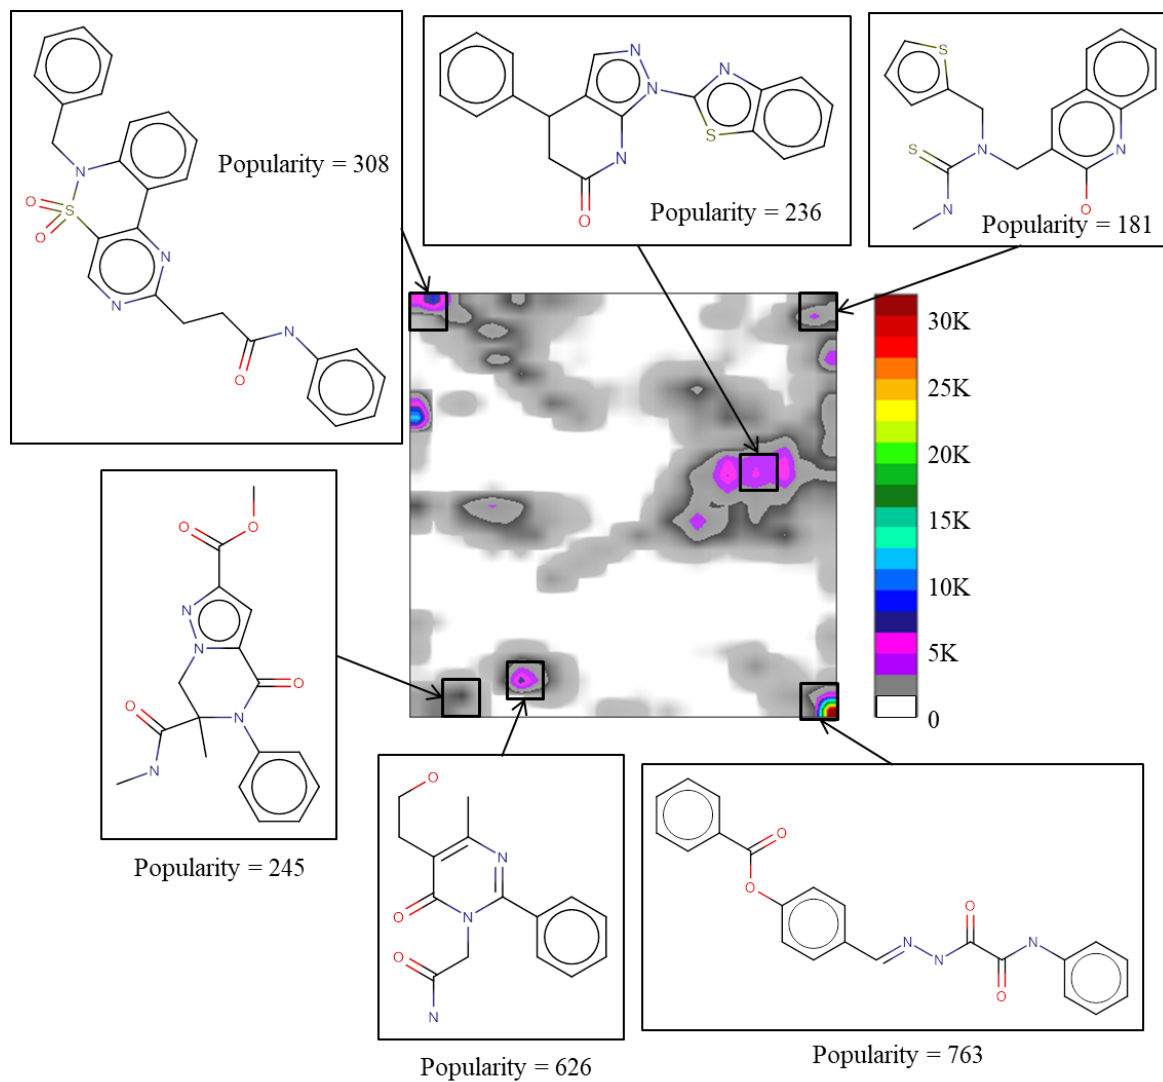 Popularity = 308
N
S
O
O
N
N
O
N
Popularity = 236
N
N
N
S
N
O
Popularity = 181
S
S
N
N
N
O
30K
25K
20K
15K
10K
5K
0
O
O
N
N
O
O
N
N
Popularity = 245
O
N
O
N
O
N
Popularity = 626
O
O
N
N
O
O
N
Popularity = 763